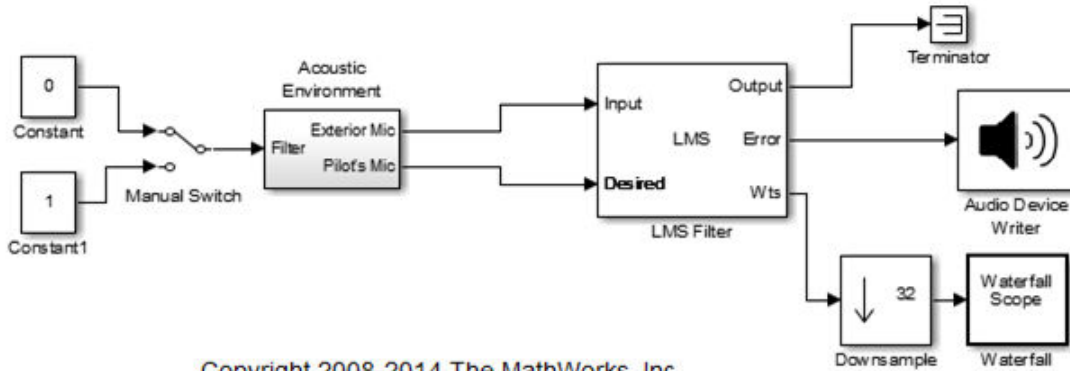 0
Constant
1
Constant1
Manual Switch
Acoustic
Environment
Filter
Exterior Mic
Pilot's Mic
Input
Desired
LMS
Output
Error
Wts
LMS Filter
Terminator
Audio Device
Writer
32
Downsample
Waterfall
Scope
Waterfall
Copyright 2008-2014 The MathWorks, Inc